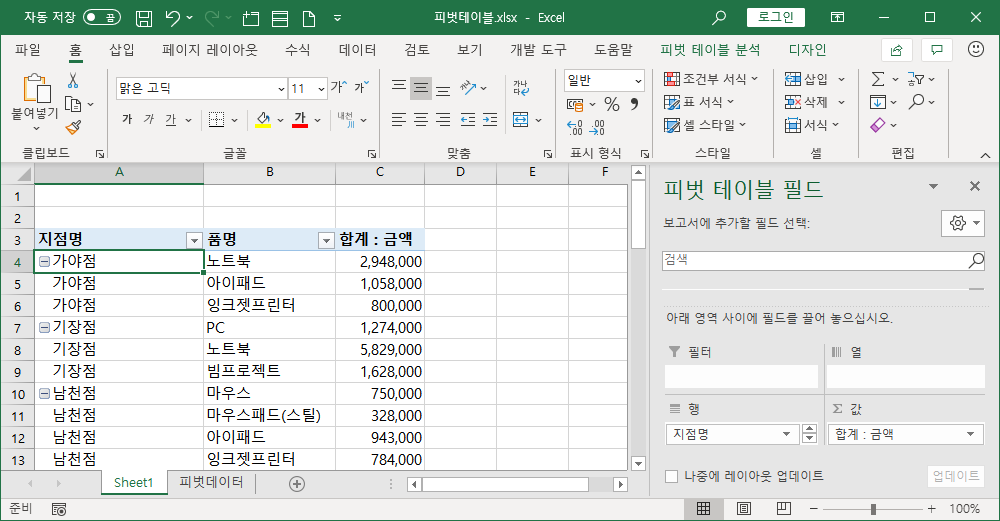 자동 저장 끔 피벗테이블.xlsx - Excel 로그인
파일 홈 삽입 페이지 레이아웃 수식 데이터 검토 보기 개발 도구 도움말 피벗 테이블 분석 디자인
붙여넣기
맑은 고딕 11 가^ 가ˇ
가 가 가 가 내천 川
가나다
일반
% 9
.00 .00
조건부 서식
표 서식
셀 스타일
삽입
삭제
서식
클립보드 글꼴 맞춤 표시 형식 스타일 셀 편집
A B C D E F
1
2
3 지점명 품명 합계 : 금액
4 가야점 노트북 2,948,000
5 가야점 아이패드 1,058,000
6 가야점 잉크젯프린터 800,000
7 기장점 PC 1,274,000
8 기장점 노트북 5,829,000
9 기장점 빔프로젝트 1,628,000
10 남천점 마우스 750,000
11 남천점 마우스패드(스틸) 328,000
12 남천점 아이패드 943,000
13 남천점 잉크젯프린터 784,000
피벗 테이블 필드
보고서에 추가할 필드 선택:
검색
아래 영역 사이에 필드를 끌어 놓으십시오.
필터 열
행 Σ 값
지점명 합계 : 금액
나중에 레이아웃 업데이트 업데이트
Sheet1 피벗데이터
준비 100%